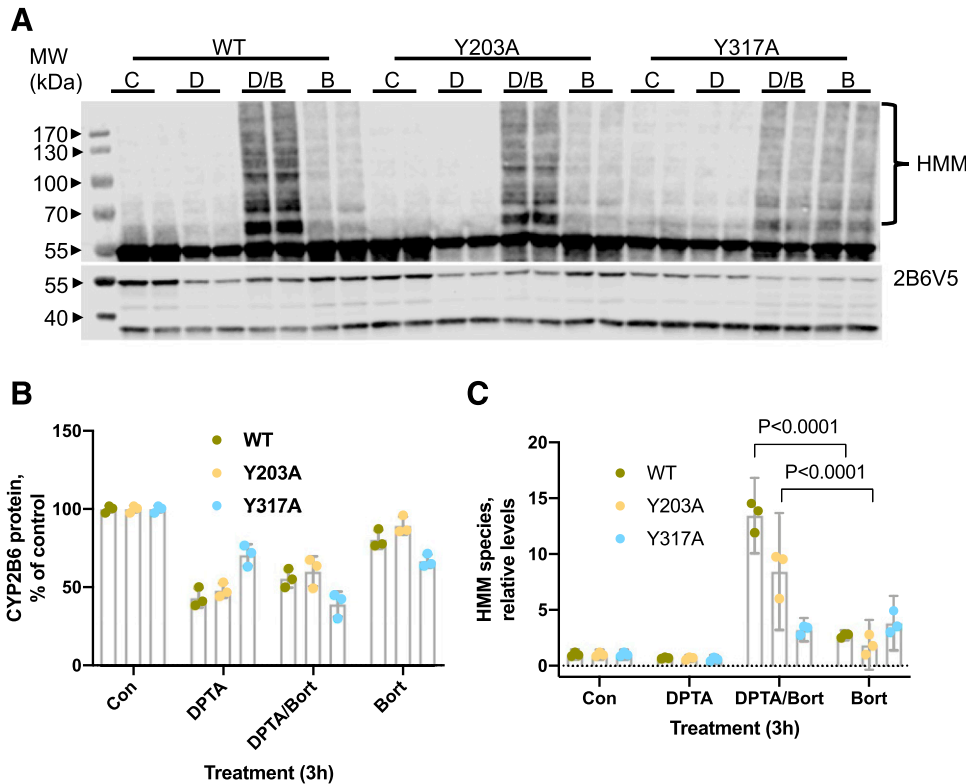 A
MW
(kDa)
WT
Y203A
Y317A
C
D
D/B
B
C
D
D/B
B
C
D
D/B
B
170
130
100
70
55
HMM
55
40
2B6V5
B
CYP2B6 protein,
% of control
150
100
50
0
WT
Y203A
Y317A
Con
DPTA
DPTA/Bort
Bort
Treatment (3h)
C
HMM species,
relative levels
20
15
10
5
0
P<0.0001
P<0.0001
WT
Y203A
Y317A
Con
DPTA
DPTA/Bort
Bort
Treatment (3h)